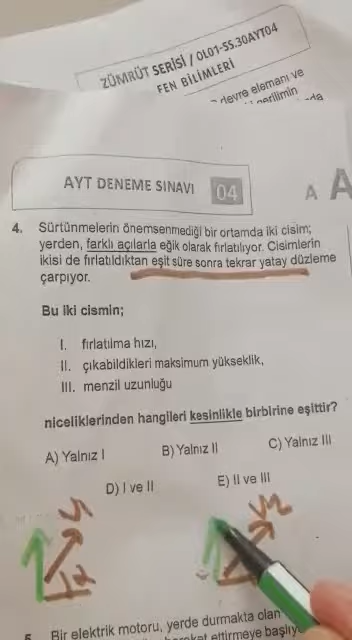 ZÜMRÜT SERİSİ / OL01-SS.30AYT04
FEN BİLİMLERİ
devre elemanı ve
gerilimin
AYT DENEME SINAVI 04
A A
4. Sürtünmelerin önemsenmediği bir ortamda iki cisim;
yerden, farklı açılarla eğik olarak fırlatılıyor. Cisimlerin
ikisi de fırlatıldıktan eşit süre sonra tekrar yatay düzleme
çarpıyor.
Bu iki cismin;
I. fırlatılma hızı,
II. çıkabildikleri maksimum yükseklik,
III. menzil uzunluğu
niceliklerinden hangileri kesinlikle birbirine eşittir?
A) Yalnız I
B) Yalnız II
C) Yalnız III
D) I ve II
E) II ve III
5. Bir elektrik motoru, yerde durmakta olan
hareket ettirmeye başlıyo